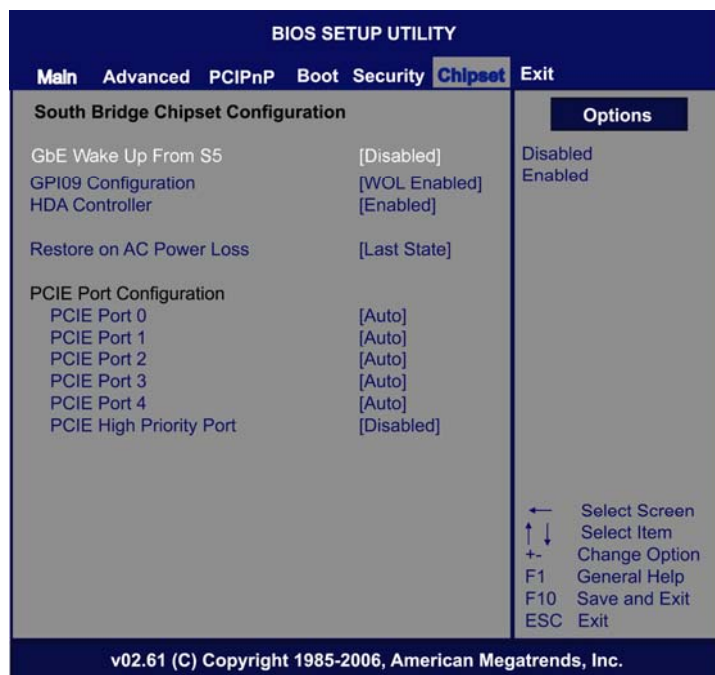 BIOS SETUP UTILITY
Main Advanced PCIPnP Boot Security Chipset Exit
South Bridge Chipset Configuration
GbE Wake Up From S5 [Disabled]
GPI09 Configuration [WOL Enabled]
HDA Controller [Enabled]
Restore on AC Power Loss [Last State]
PCIE Port Configuration
PCIE Port 0 [Auto]
PCIE Port 1 [Auto]
PCIE Port 2 [Auto]
PCIE Port 3 [Auto]
PCIE Port 4 [Auto]
PCIE High Priority Port [Disabled]
Options
Disabled
Enabled
← Select Screen
↑↓ Select Item
+- Change Option
F1 General Help
F10 Save and Exit
ESC Exit
v02.61 (C) Copyright 1985-2006, American Megatrends, Inc.